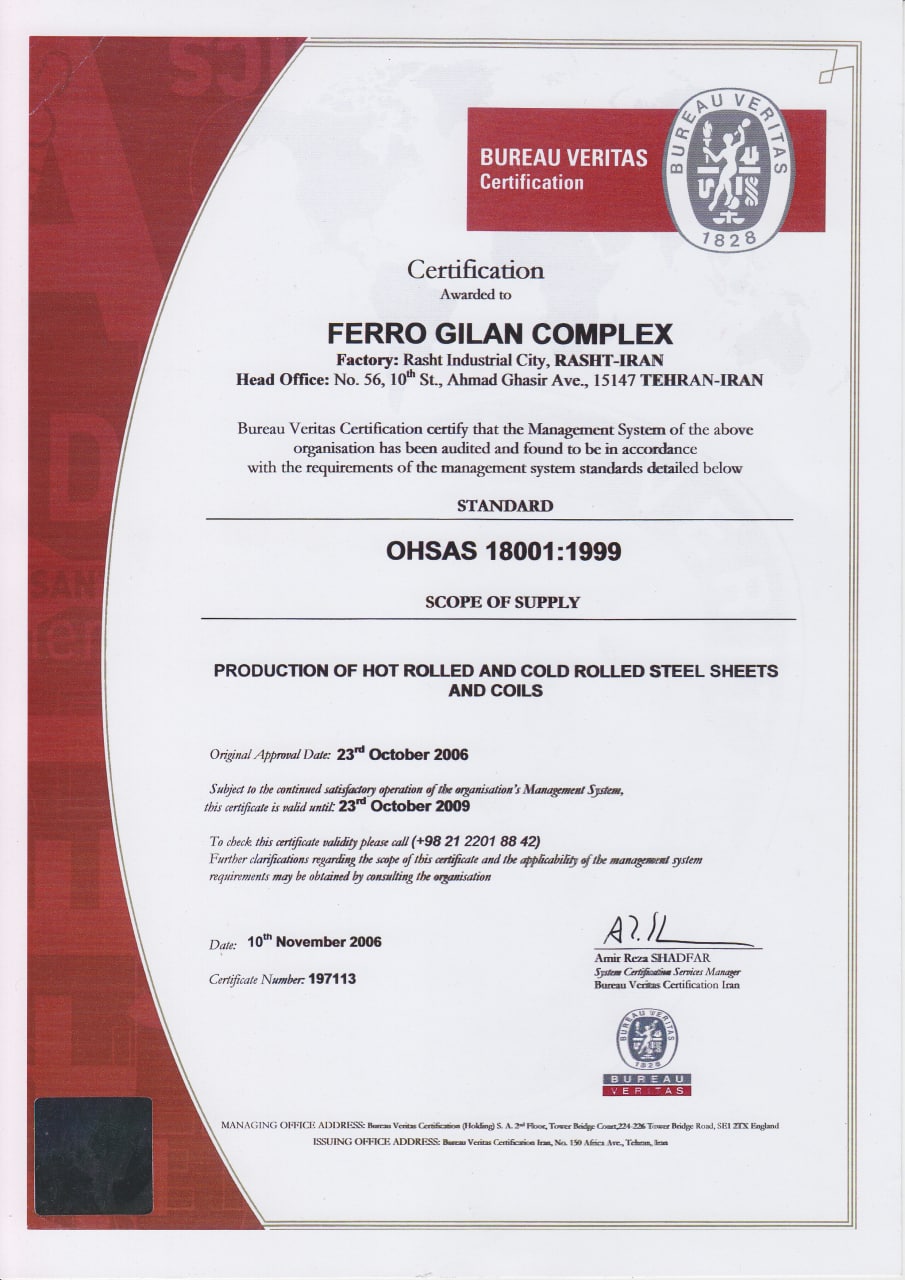 BUREAU VERITAS
Certification
BUREAU VERITAS
1828
Certification
Awarded to
FERRO GILAN COMPLEX
Factory: Rasht Industrial City, RASHT-IRAN
Head Office: No. 56, 10th St., Ahmad Ghasir Ave., 15147 TEHRAN-IRAN
Bureau Veritas Certification certify that the Management System of the above
organisation has been audited and found to be in accordance
with the requirements of the management system standards detailed below
STANDARD
OHSAS 18001:1999
SCOPE OF SUPPLY
PRODUCTION OF HOT ROLLED AND COLD ROLLED STEEL SHEETS
AND COILS
Original Approval Date: 23rd October 2006
Subject to the continued satisfactory operation of the organisation's Management System,
this certificate is valid until: 23rd October 2009
To check this certificate validity please call (+98 21 2201 88 42)
Further clarifications regarding the scope of this certificate and the applicability of the management system
requirements may be obtained by consulting the organisation
Date: 10th November 2006
Certificate Number: 197113
Amir Reza SHADFAR
System Certification Services Manager
Bureau Veritas Certification Iran
BUREAU VERITAS
1828
BUREAU
VERITAS
MANAGING OFFICE ADDRESS: Bureau Veritas Certification (Holding) S. A. 2nd Floor, Tower Bridge Court,224-226 Tower Bridge Road, SE1 2TX England
ISSUING OFFICE ADDRESS: Bureau Veritas Certification Iran, No. 150 Africa Ave., Tehran, Iran